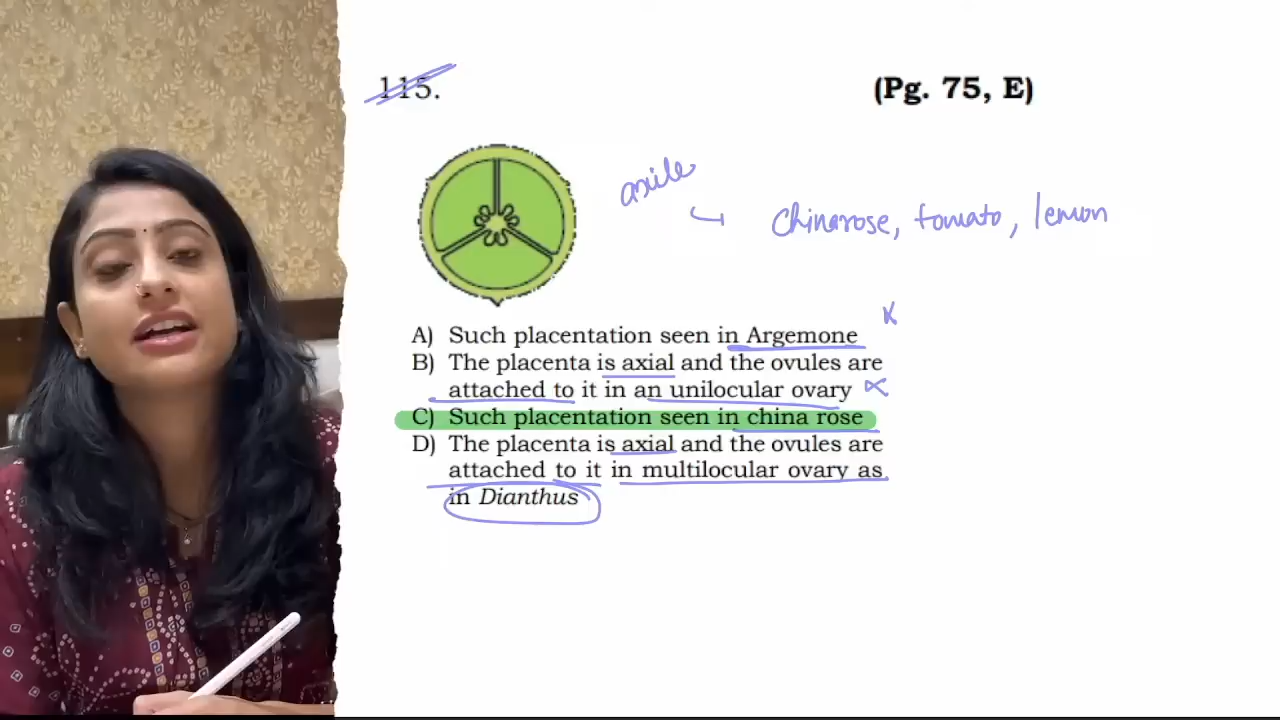 115.
(Pg. 75, E)
axile
chinarose, tomato, lemon
A) Such placentation seen in Argemone
B) The placenta is axial and the ovules are
attached to it in an unilocular ovary
C) Such placentation seen in china rose
D) The placenta is axial and the ovules are
attached to it in multilocular ovary as
in Dianthus